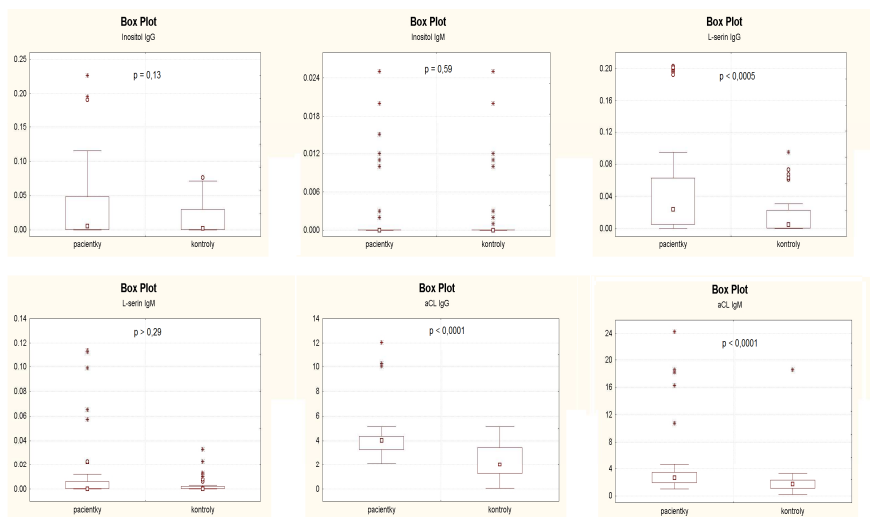 Box Plot
Inositol IgG
p = 0,13
0.25
0.20
0.15
0.10
0.05
0.00
pacientky kontroly
Box Plot
Inositol IgM
p = 0,59
0.024
0.018
0.012
0.006
0.000
pacientky kontroly
Box Plot
L-serin IgG
p < 0,0005
0.20
0.16
0.12
0.08
0.04
0.00
pacientky kontroly
Box Plot
L-serin IgM
p > 0,29
0.14
0.12
0.10
0.08
0.06
0.04
0.02
0.00
pacientky kontroly
Box Plot
aCL IgG
p < 0,0001
14
12
10
8
6
4
2
0
pacientky kontroly
Box Plot
aCL IgM
p < 0,0001
24
20
16
12
8
4
0
pacientky kontroly